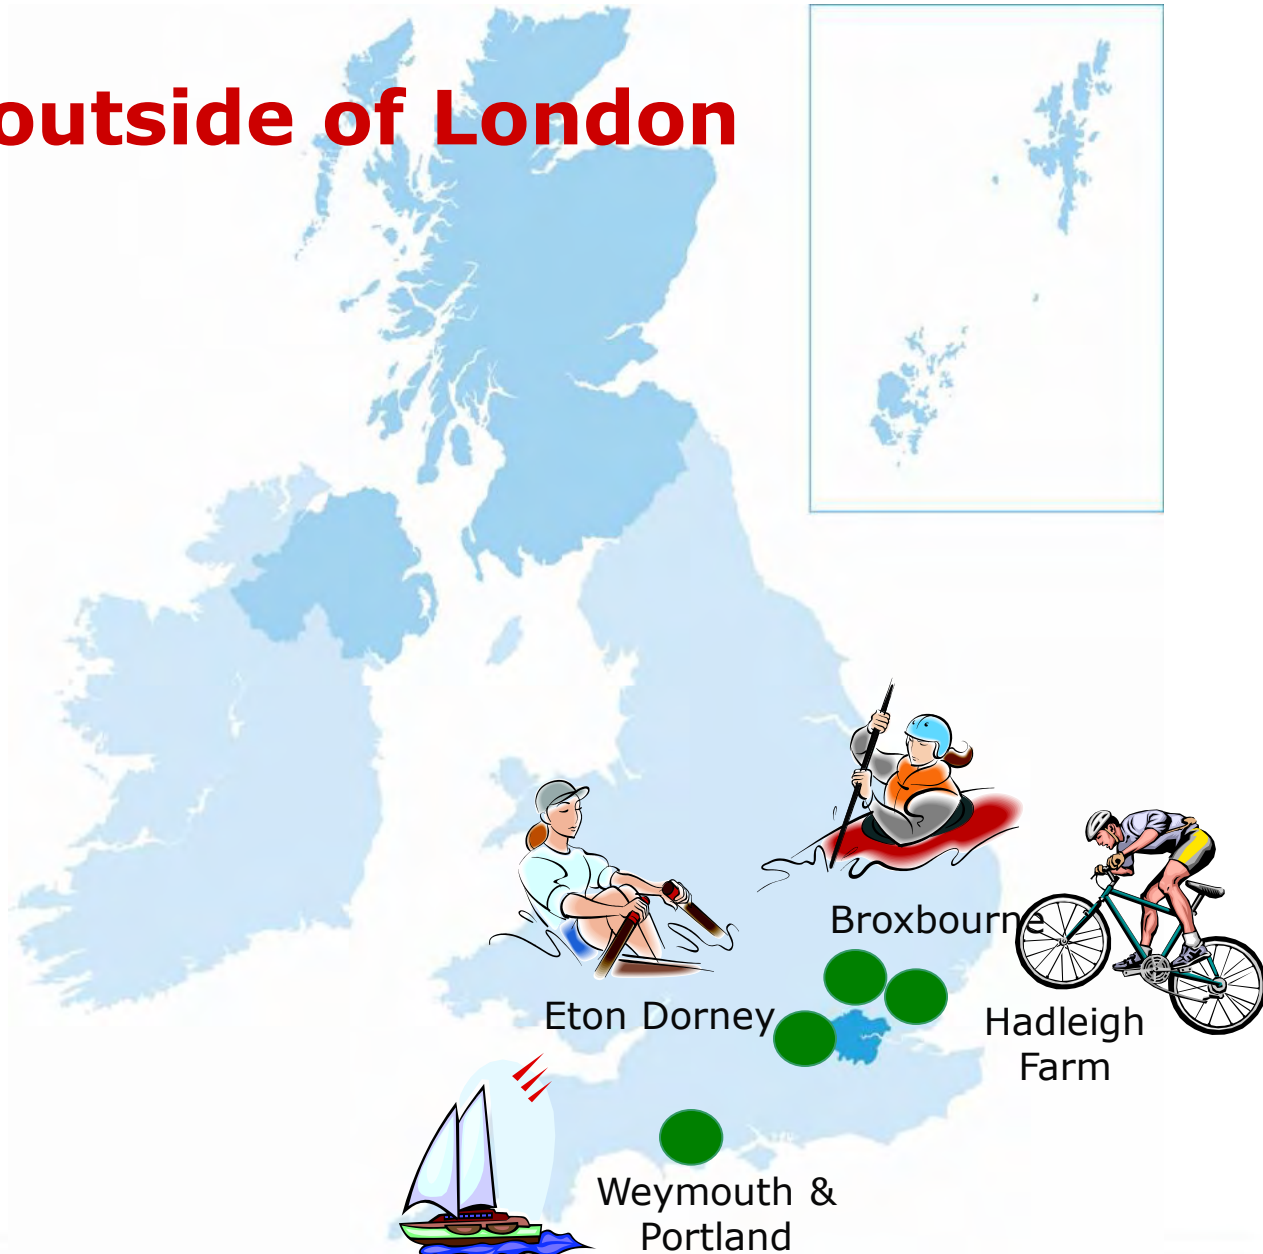 outside of London
Broxbourne
Eton Dorney
Hadleigh
Farm
Weymouth &
Portland